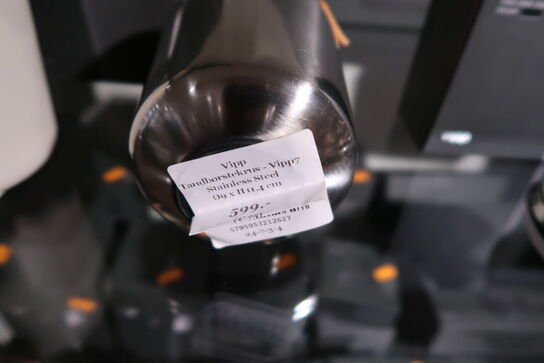 Vipp
Tandbørstekrus - Vipp7
Stainless Steel
Ø9 x H11,4 cm
599.-
5705953212627